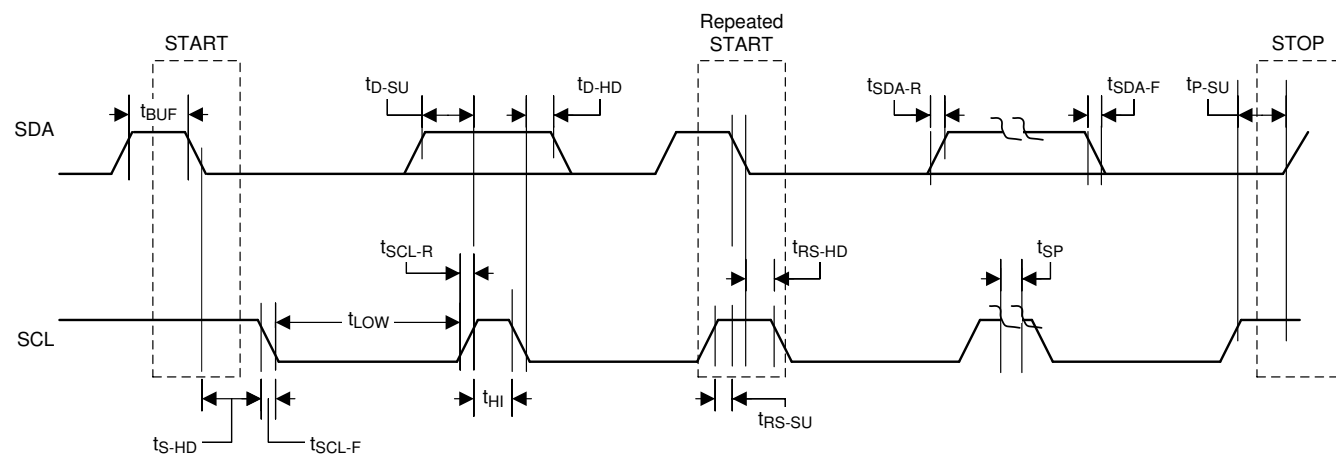 Repeated
START START STOP
tD-SU tD-HD tSDA-R tSDA-F tP-SU
tBUF
SDA
tSCL-R tRS-HD tSP
tLOW
SCL
tHI
tRS-SU
tS-HD tSCL-F